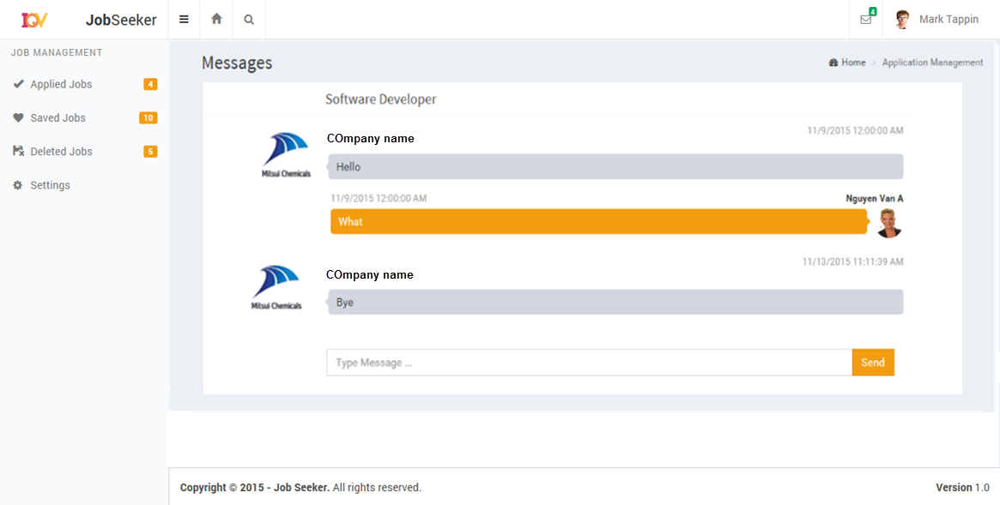 IQV
JobSeeker
4
Mark Tappin
JOB MANAGEMENT
Applied Jobs 4
Saved Jobs 10
Deleted Jobs 5
Settings
Messages
Home > Application Management
Software Developer
11/9/2015 12:00:00 AM
COmpany name
Mitsui Chemicals
Hello
11/9/2015 12:00:00 AM Nguyen Van A
What
11/13/2015 11:11:39 AM
COmpany name
Mitsui Chemicals
Bye
Type Message ... Send
Copyright © 2015 - Job Seeker. All rights reserved. Version 1.0